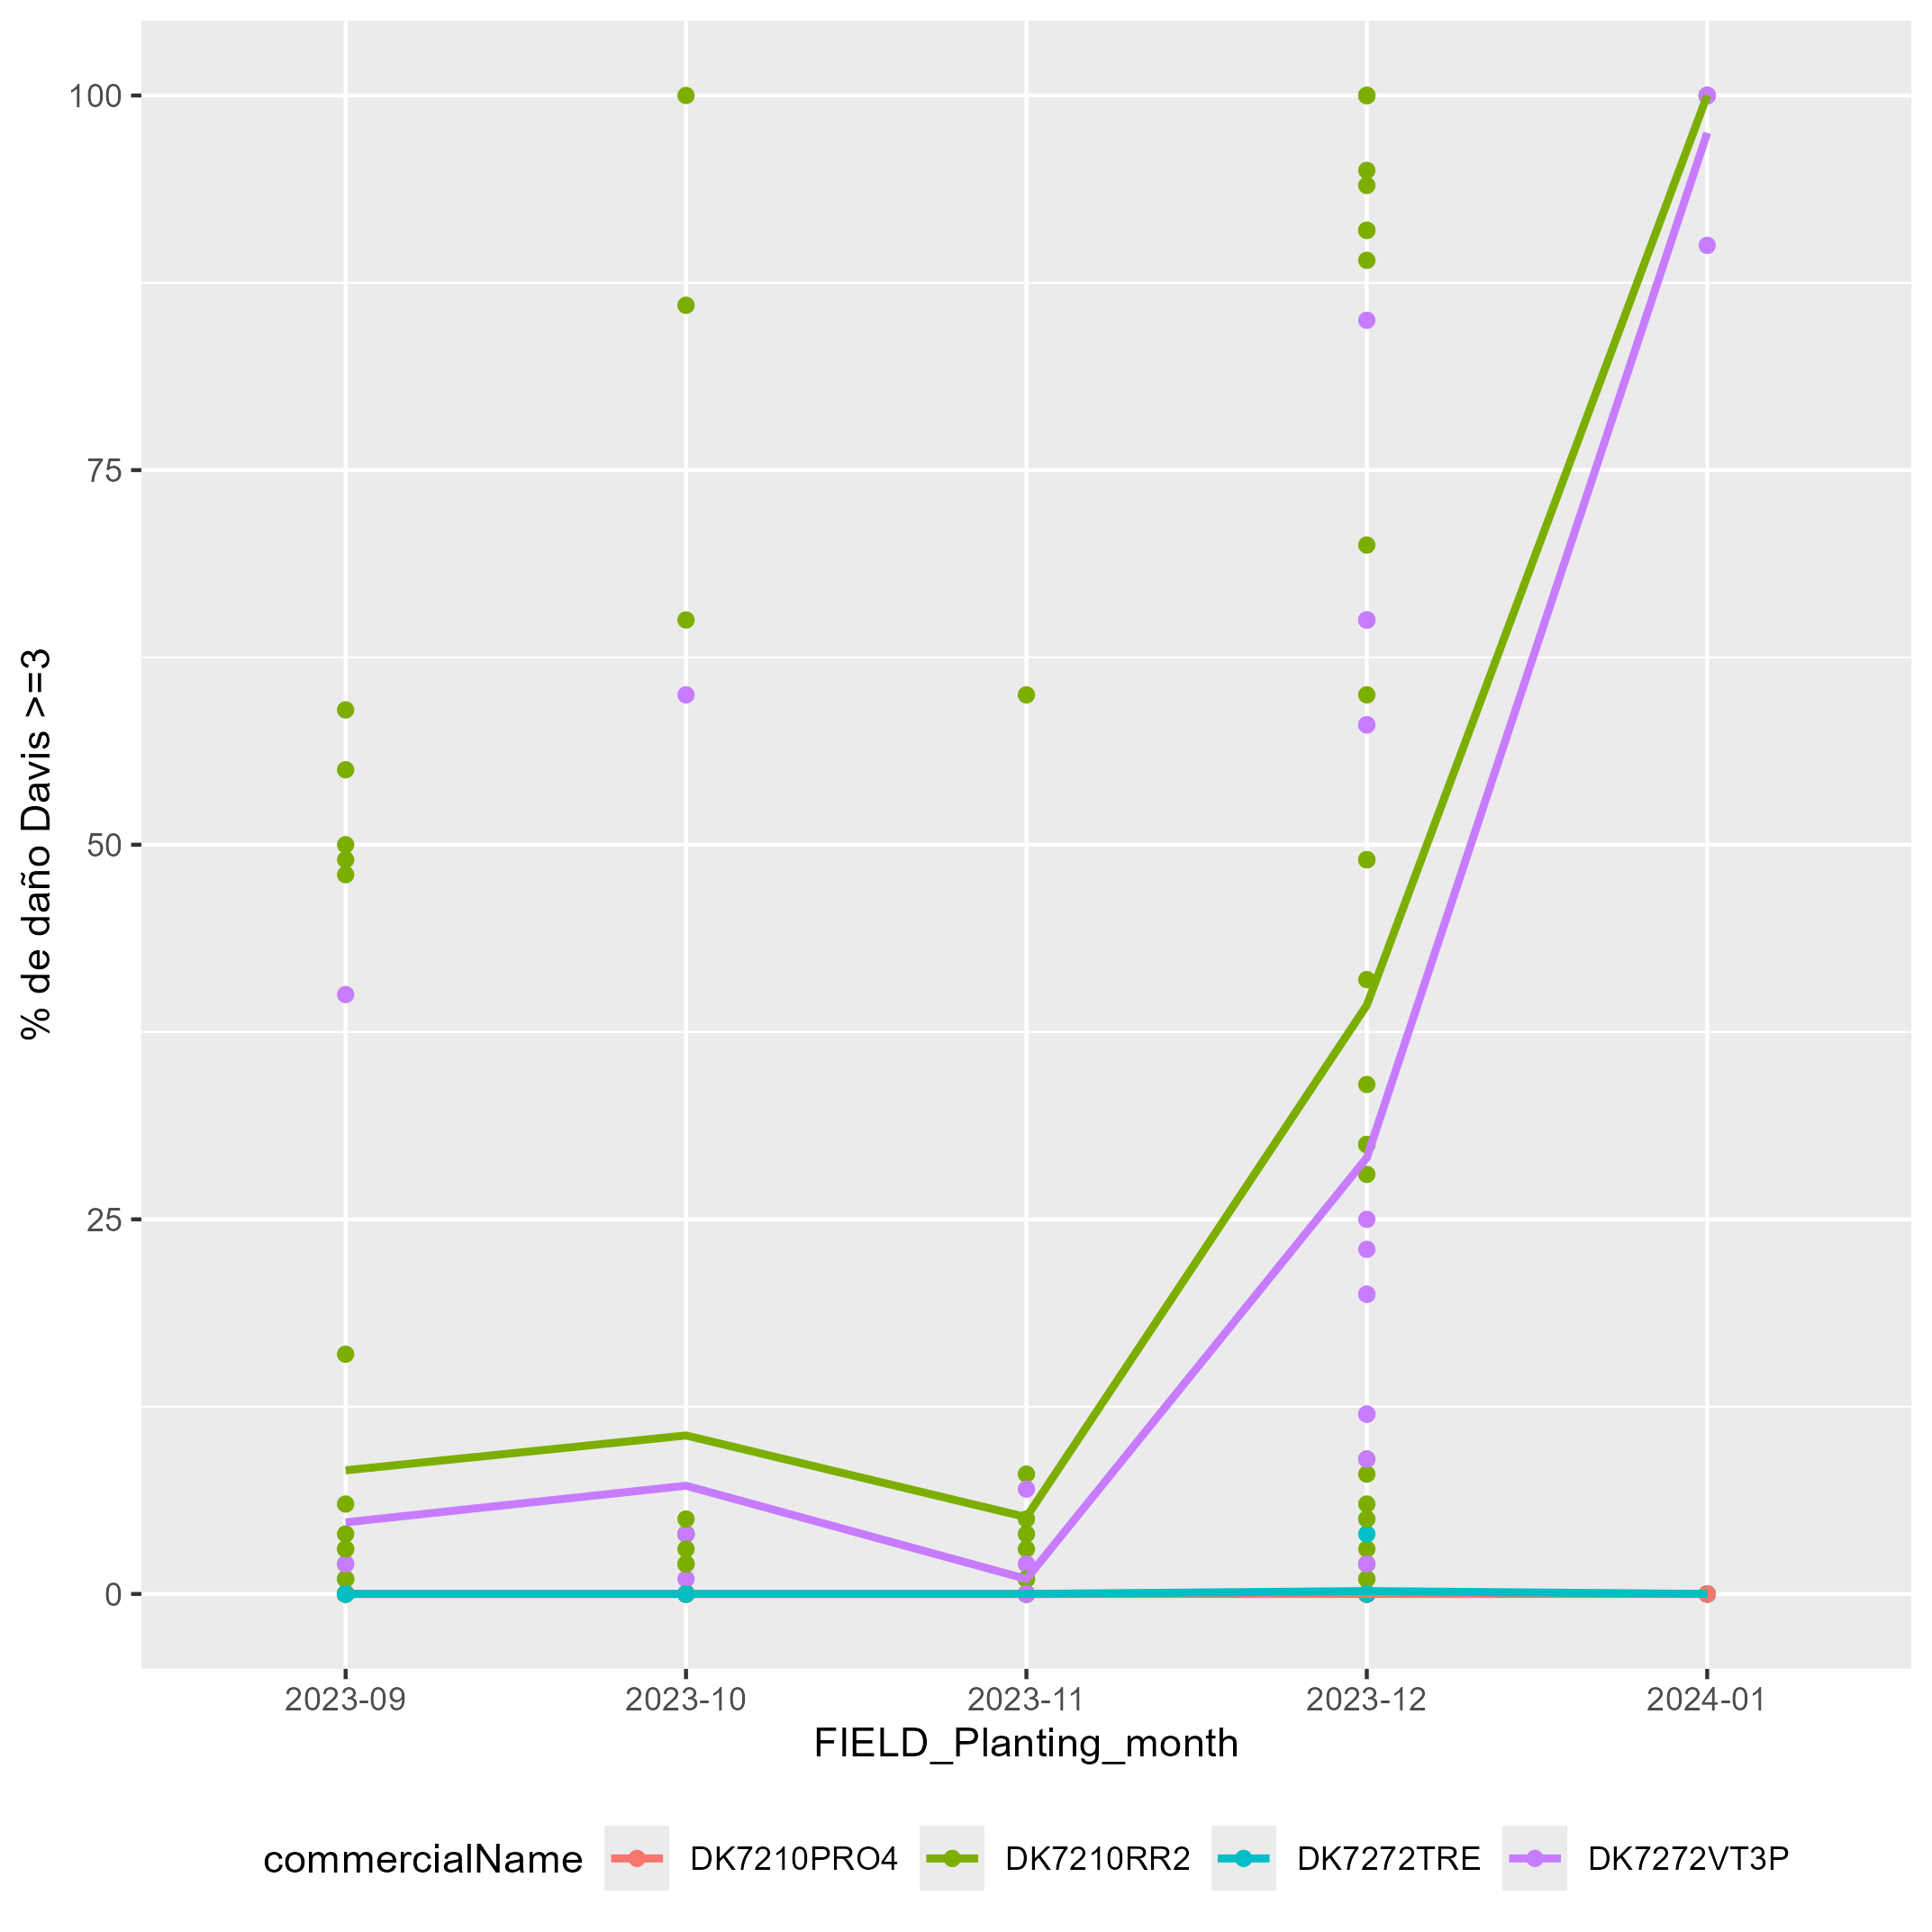 % de daño Davis >=3
100
75
50
25
0
2023-09 2023-10 2023-11 2023-12 2024-01
FIELD_Planting_month
commercialName DK7210PRO4 DK7210RR2 DK7272TRE DK7272VT3P